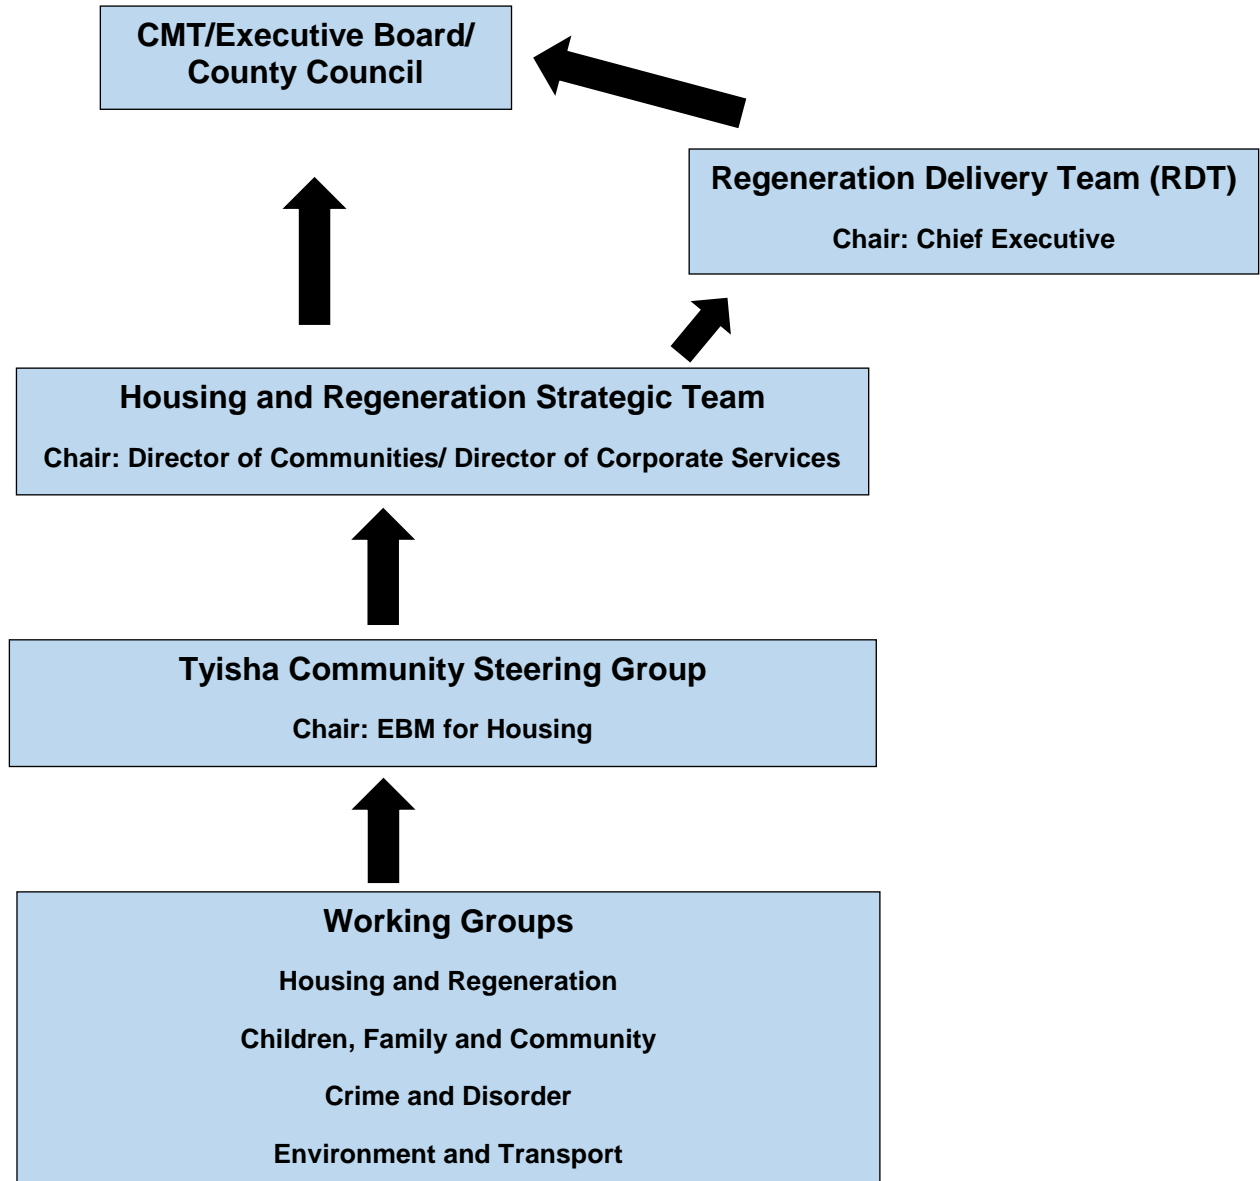 CMT/Executive Board/
County Council
Regeneration Delivery Team (RDT)
Chair: Chief Executive
Housing and Regeneration Strategic Team
Chair: Director of Communities/ Director of Corporate Services
Tyisha Community Steering Group
Chair: EBM for Housing
Working Groups
Housing and Regeneration
Children, Family and Community
Crime and Disorder
Environment and Transport